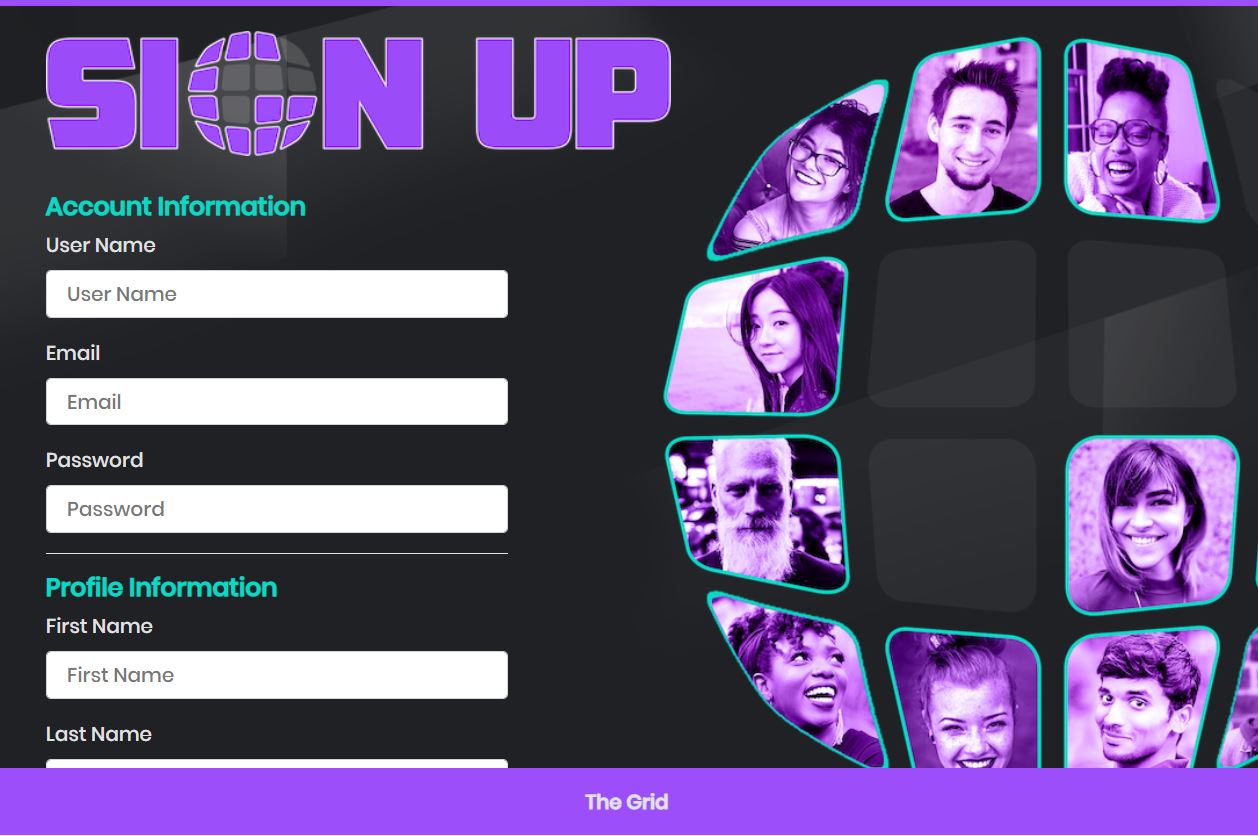 SIGN UP
Account Information
User Name
User Name
Email
Email
Password
Password
Profile Information
First Name
First Name
Last Name
The Grid